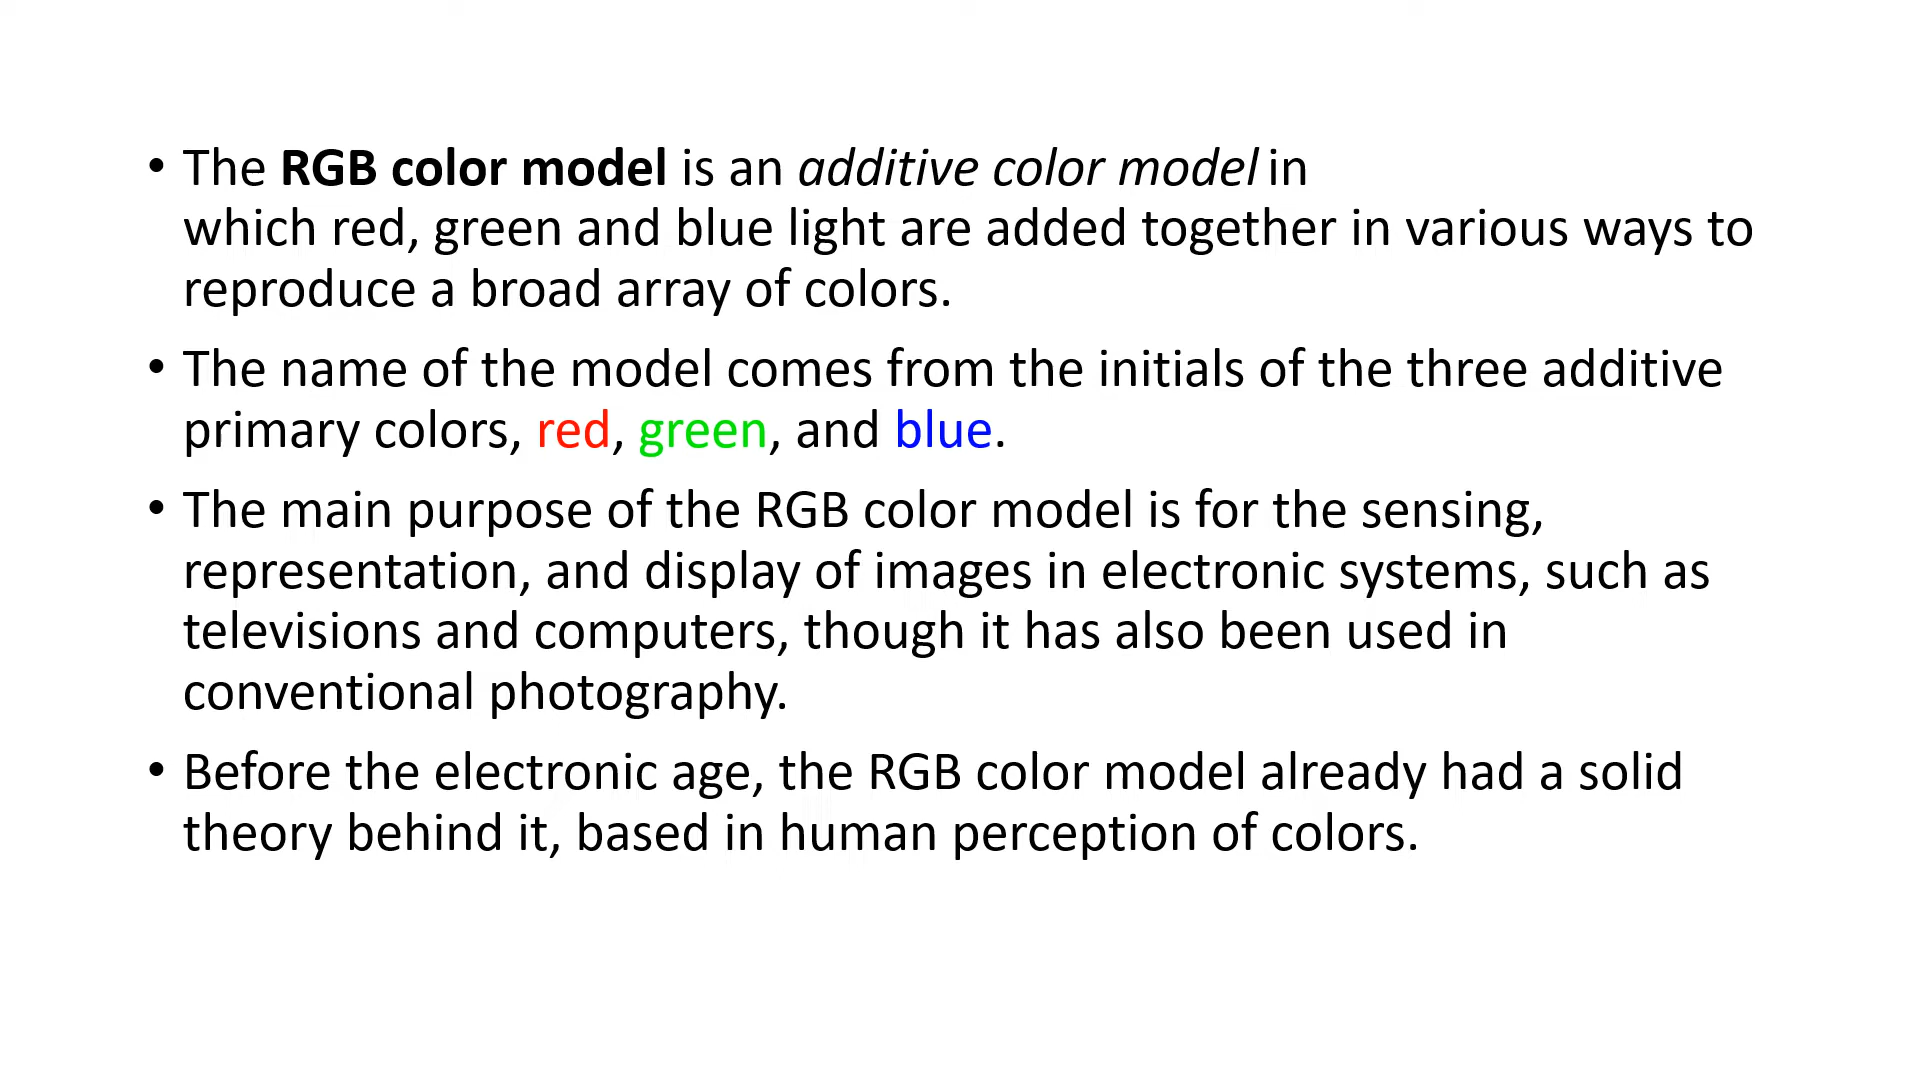 • The RGB color model is an additive color model in
which red, green and blue light are added together in various ways to
reproduce a broad array of colors.
• The name of the model comes from the initials of the three additive
primary colors, red, green, and blue.
• The main purpose of the RGB color model is for the sensing,
representation, and display of images in electronic systems, such as
televisions and computers, though it has also been used in
conventional photography.
• Before the electronic age, the RGB color model already had a solid
theory behind it, based in human perception of colors.